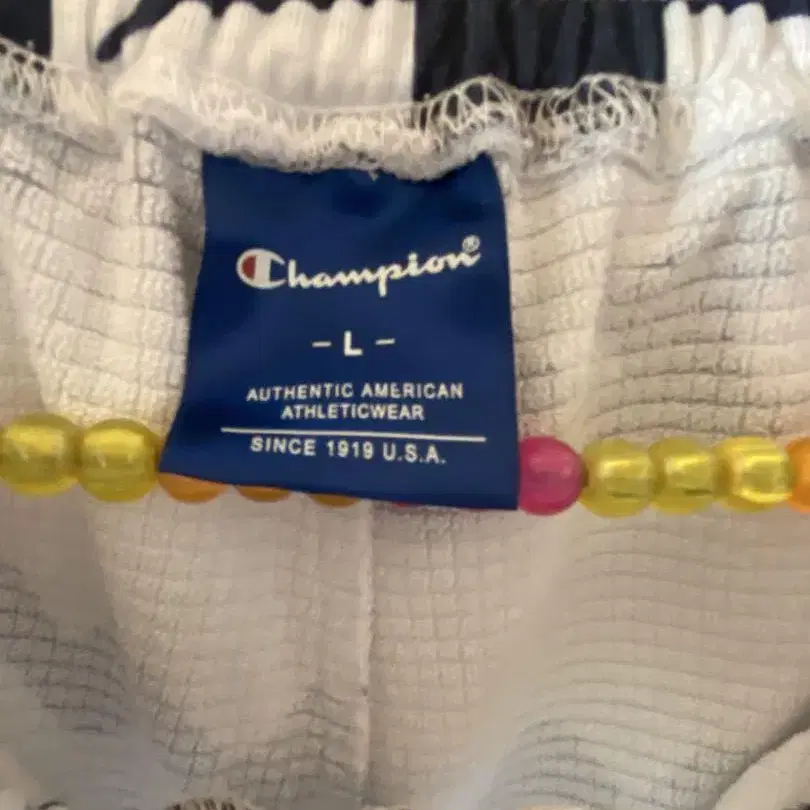 Champion®
- L -
AUTHENTIC AMERICAN
ATHLETICWEAR
SINCE 1919 U.S.A.